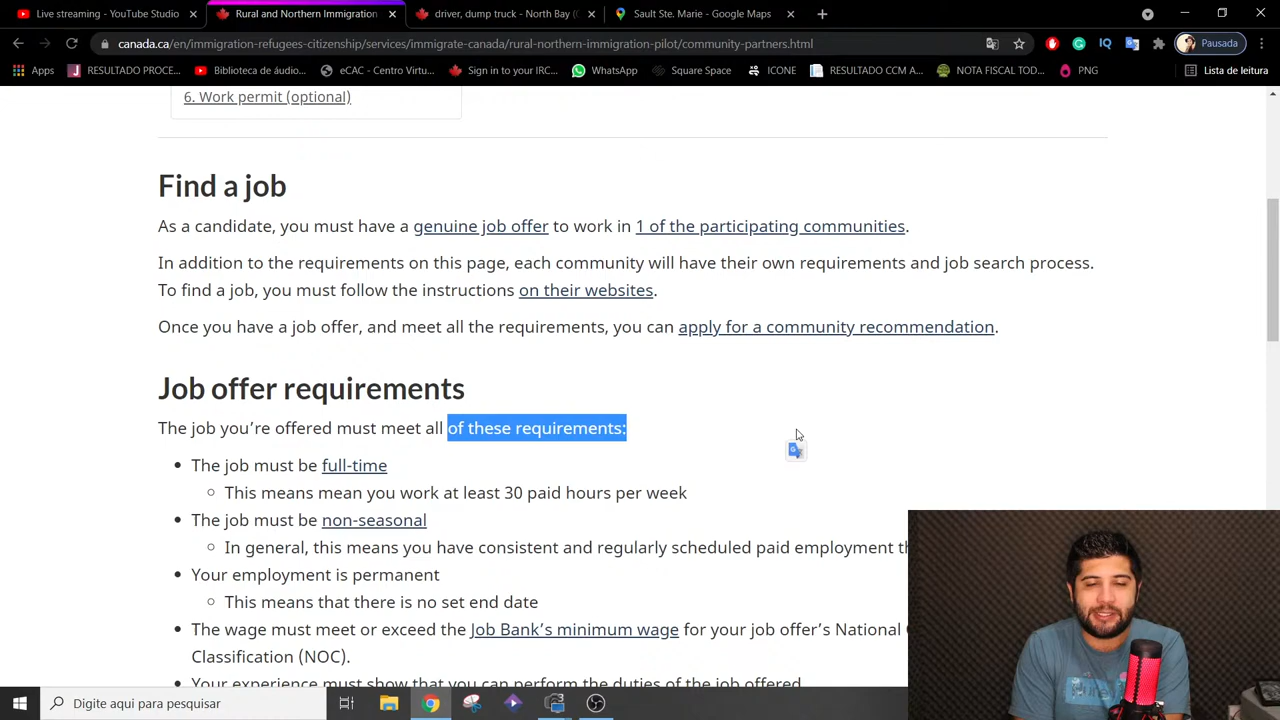 Live streaming - YouTube Studio
Rural and Northern Immigration
driver, dump truck - North Bay (
Sault Ste. Marie - Google Maps
canada.ca/en/immigration-refugees-citizenship/services/immigrate-canada/rural-northern-immigration-pilot/community-partners.html
Pausada
Apps
RESULTADO PROCE...
Biblioteca de áudio...
eCAC - Centro Virtu...
Sign in to your IRC...
WhatsApp
Square Space
ICONE
RESULTADO CCM A...
NOTA FISCAL TOD...
PNG
Lista de leitura
6. Work permit (optional)
Find a job
As a candidate, you must have a genuine job offer to work in 1 of the participating communities.
In addition to the requirements on this page, each community will have their own requirements and job search process.
To find a job, you must follow the instructions on their websites.
Once you have a job offer, and meet all the requirements, you can apply for a community recommendation.
Job offer requirements
The job you're offered must meet all of these requirements:
The job must be full-time
This means mean you work at least 30 paid hours per week
The job must be non-seasonal
In general, this means you have consistent and regularly scheduled paid employment
Your employment is permanent
This means that there is no set end date
The wage must meet or exceed the Job Bank's minimum wage for your job offer's National
Classification (NOC).
Your experience must show that you can perform the duties of the job offered
Digite aqui para pesquisar